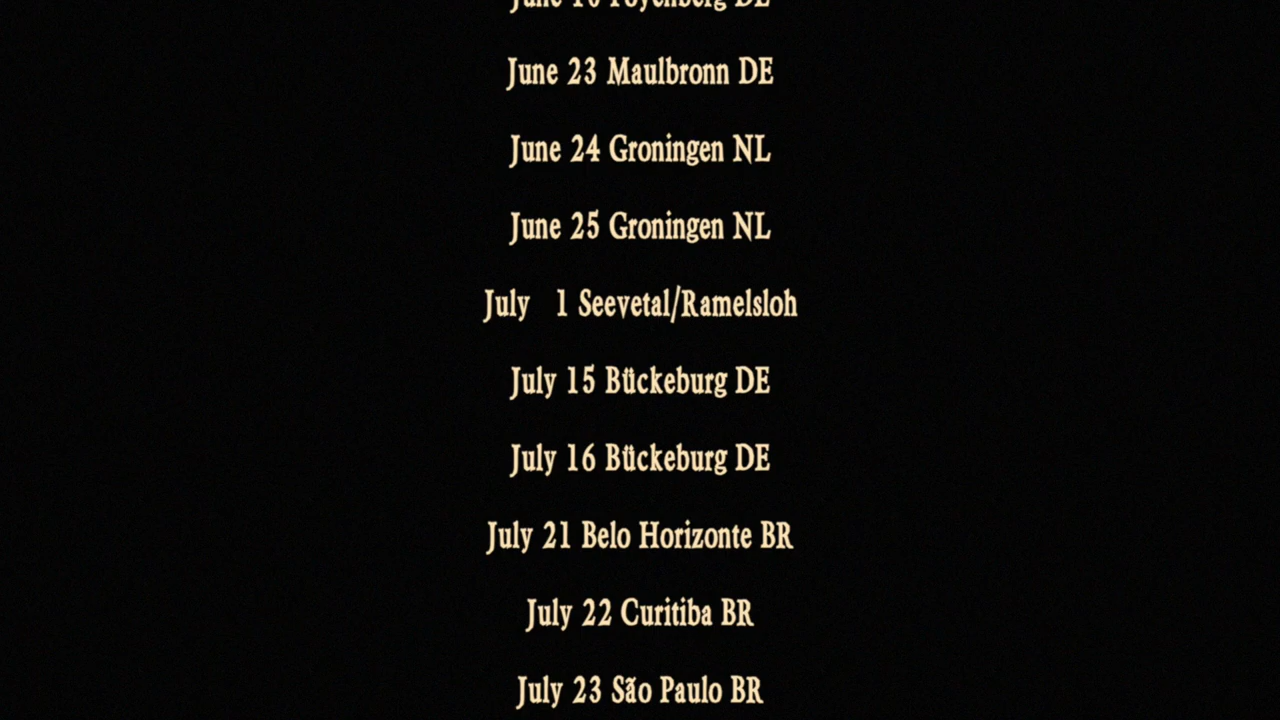 June 23 Maulbronn DE
June 24 Groningen NL
June 25 Groningen NL
July 1 Seevetal/Ramelsloh
July 15 Bückeburg DE
July 16 Bückeburg DE
July 21 Belo Horizonte BR
July 22 Curitiba BR
July 23 São Paulo BR